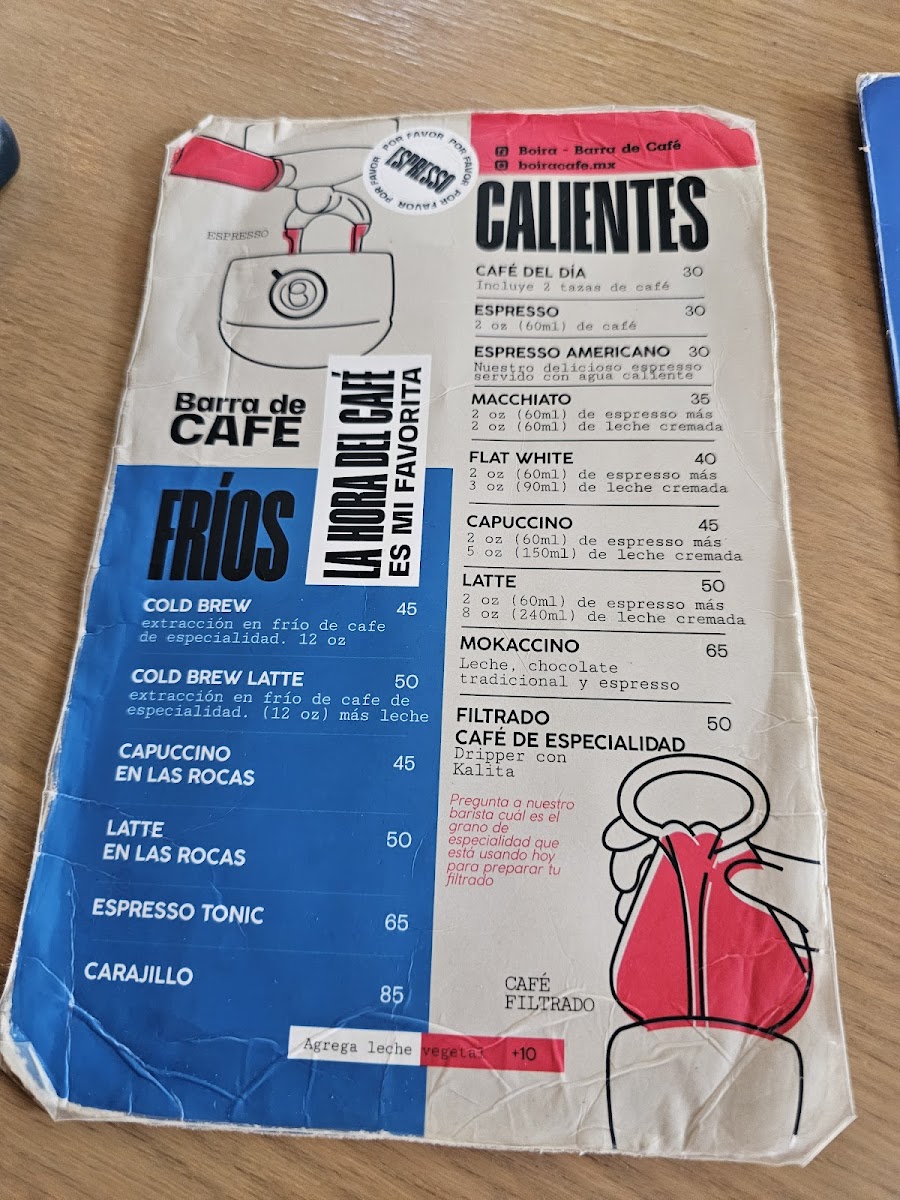 POR FAVOR POR FAVOR POR FAVOR POR FAVOR
ESPRESSO
ESPRESSO
B
Barra de
CAFE
LA HORA DEL CAFÉ
ES MI FAVORITA
FRÍOS
COLD BREW 45
extracción en frío de cafe
de especialidad. 12 oz
COLD BREW LATTE 50
extracción en frío de cafe de
especialidad. (12 oz) más leche
CAPUCCINO
EN LAS ROCAS 45
LATTE
EN LAS ROCAS 50
ESPRESSO TONIC 65
CARAJILLO 85
Boira - Barra de Café
boiracafe.mx
CALIENTES
CAFÉ DEL DÍA 30
Incluye 2 tazas de café
ESPRESSO 30
2 oz (60ml) de café
ESPRESSO AMERICANO 30
Nuestro delicioso espresso
servido con agua caliente
MACCHIATO 35
2 oz (60ml) de espresso más
2 oz (60ml) de leche cremada
FLAT WHITE 40
2 oz (60ml) de espresso más
3 oz (90ml) de leche cremada
CAPUCCINO 45
2 oz (60ml) de espresso más
5 oz (150ml) de leche cremada
LATTE 50
2 oz (60ml) de espresso más
8 oz (240ml) de leche cremada
MOKACCINO 65
Leche, chocolate
tradicional y espresso
FILTRADO 50
CAFÉ DE ESPECIALIDAD
Dripper con
Kalita
Pregunta a nuestro
barista cuál es el
grano de
especialidad que
está usando hoy
para preparar tu
filtrado
CAFÉ
FILTRADO
Agrega leche vegetal +10